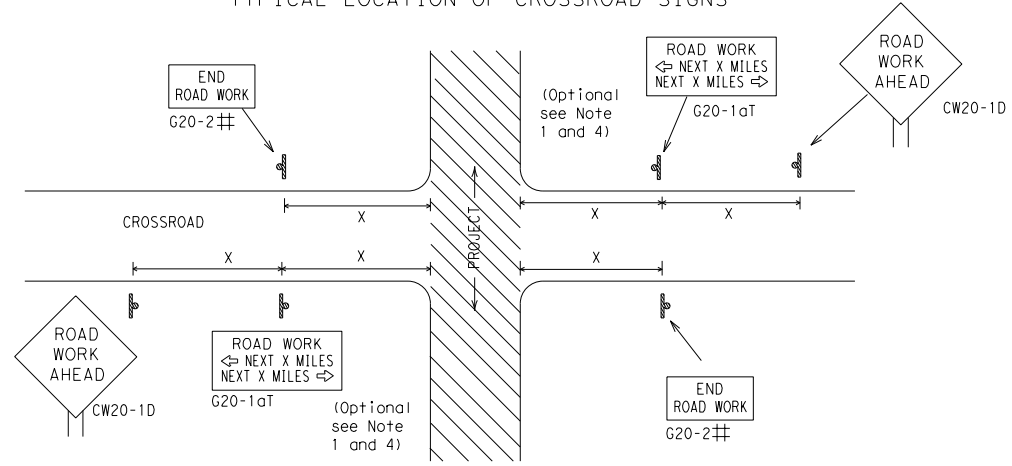 TYPICAL LOCATION OF CROSSROAD SIGNS
END
ROAD WORK
G20-2#
(Optional
see Note
1 and 4)
ROAD WORK
⇦ NEXT X MILES
NEXT X MILES ⇨
G20-1aT
ROAD
WORK
AHEAD
CW20-1D
X
X
X
CROSSROAD
PROJECT
X
X
X
ROAD
WORK
AHEAD
CW20-1D
ROAD WORK
⇦ NEXT X MILES
NEXT X MILES ⇨
G20-1aT
(Optional
see Note
1 and 4)
END
ROAD WORK
G20-2#